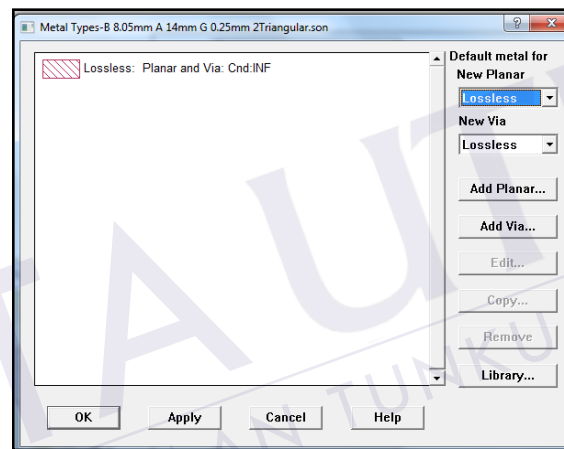 Metal Types-B 8.05mm A 14mm G 0.25mm 2Triangular.son
Lossless: Planar and Via: Cnd:INF
Default metal for
New Planar
Lossless
New Via
Lossless
Add Planar...
Add Via...
Edit...
Copy...
Remove
Library...
OK
Apply
Cancel
Help
TUNKU